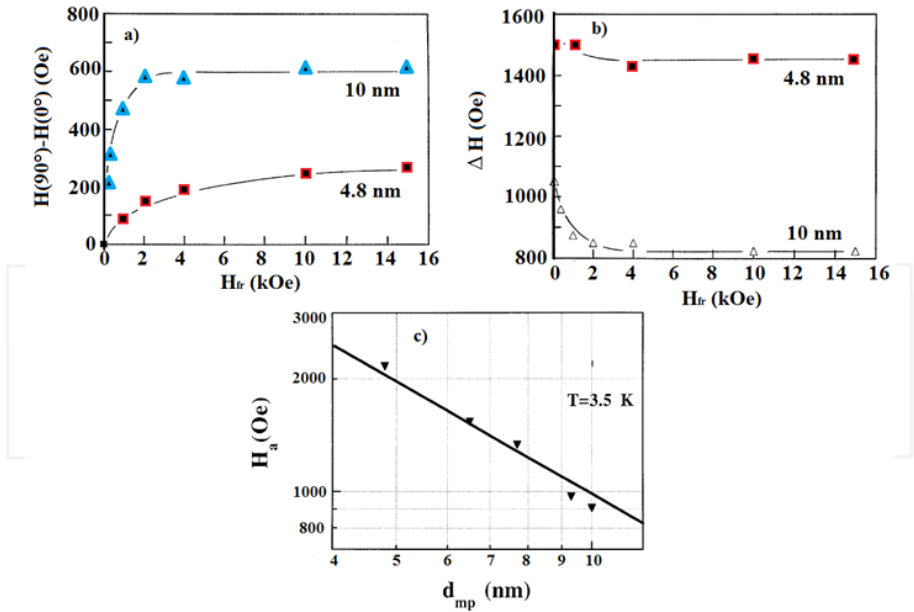 a)
H(90°)-H(0°) (Oe)
800
600
400
200
0
10 nm
4.8 nm
0 2 4 6 8 10 12 14 16
Hfr (kOe)
b)
Δ H (Oe)
1600
1400
1200
1000
800
4.8 nm
10 nm
0 2 4 6 8 10 12 14 16
Hfr (kOe)
c)
Ha (Oe)
3000
2000
1000
800
T=3.5 K
4 5 6 7 8 9 10
dmp (nm)